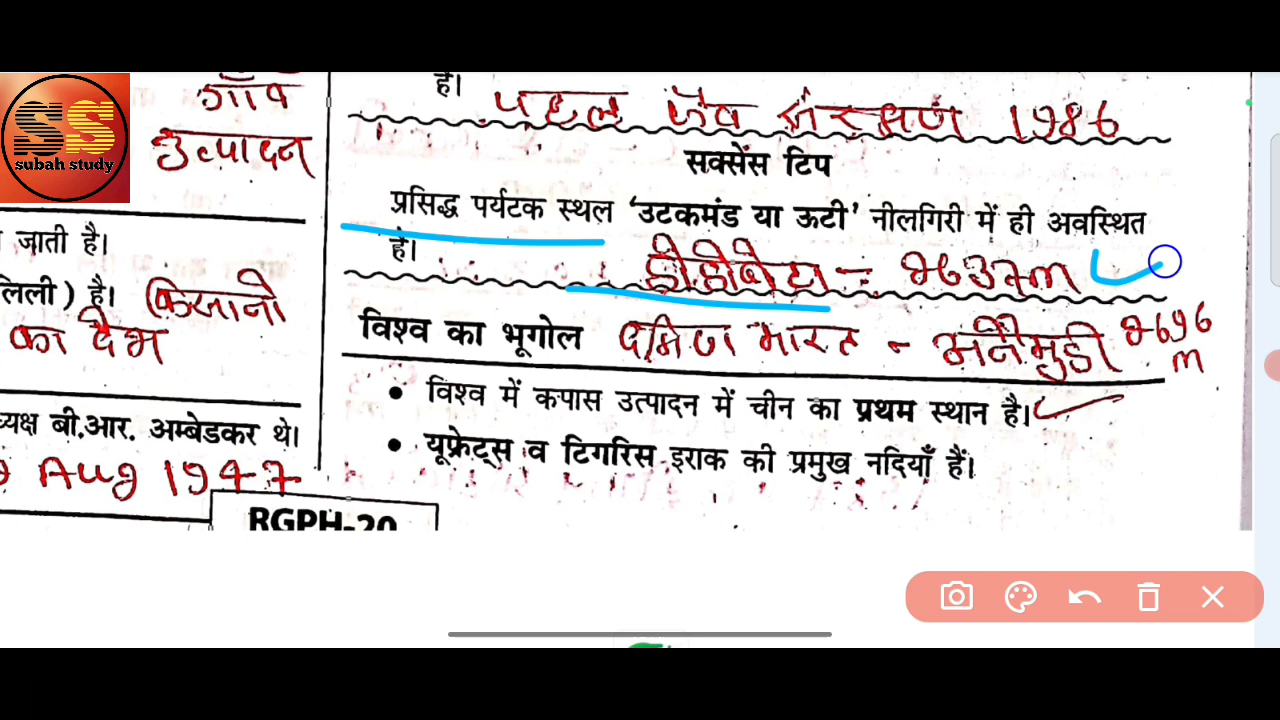 SS
subah study
गाँव
उत्पादन
जाती है।
लिली) है। किसानो
का
ध्यक्ष बी.आर. अम्बेडकर थे।
Aug 1947
RGPH-20
है।
पहला जैव संरक्षण 1986
सक्सेंस टिप
प्रसिद्ध पर्यटक स्थल ‘उटकमंड या ऊटी’ नीलगिरी में ही अवस्थित
है।
डोडोबेटा – 2637m
विश्व का भूगोल दक्षिण भारत - अनैमुडी 2696
m
• विश्व में कपास उत्पादन में चीन का प्रथम स्थान है।
• यूफ्रेट्स व टिगरिस इराक की प्रमुख नदियाँ हैं।